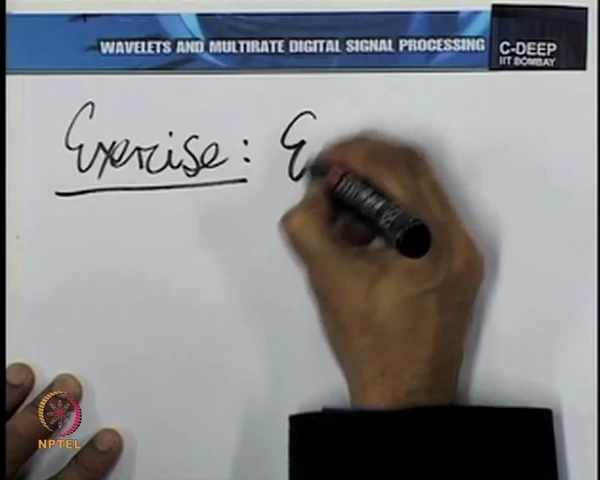 WAVELETS AND MULTIRATE DIGITAL SIGNAL PROCESSING
C-DEEP
IIT BOMBAY
Exercise: E
NPTEL